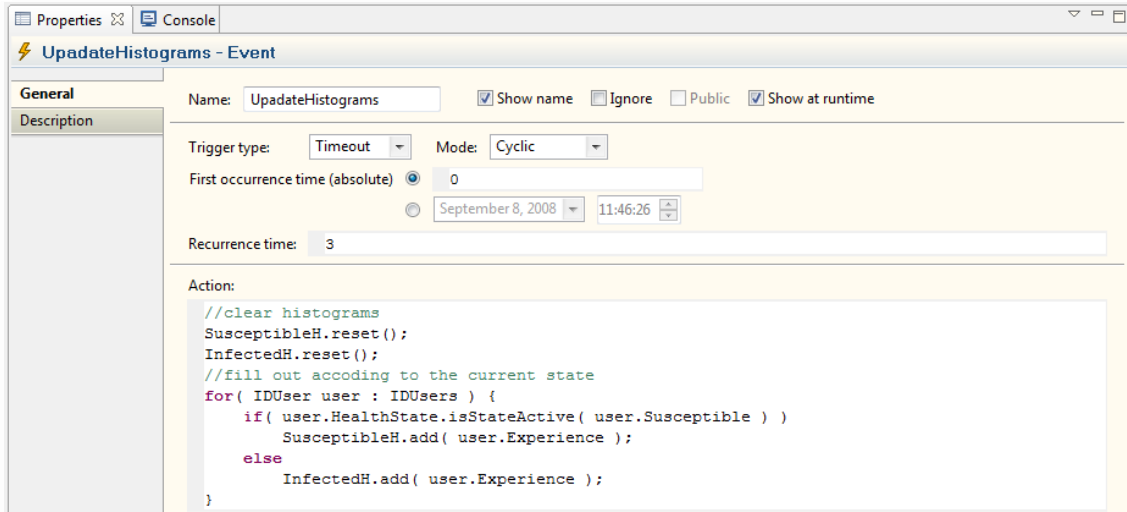 Properties Console
UpadateHistograms - Event
General
Description
Name: UpadateHistograms Show name Ignore Public Show at runtime
Trigger type: Timeout Mode: Cyclic
First occurrence time (absolute) 0
September 8, 2008 11:46:26
Recurrence time: 3
Action:
//clear histograms
SusceptibleH.reset();
InfectedH.reset();
//fill out accoding to the current state
for( IDUser user : IDUsers ) {
if( user.HealthState.isStateActive( user.Susceptible ) )
SusceptibleH.add( user.Experience );
else
InfectedH.add( user.Experience );
}